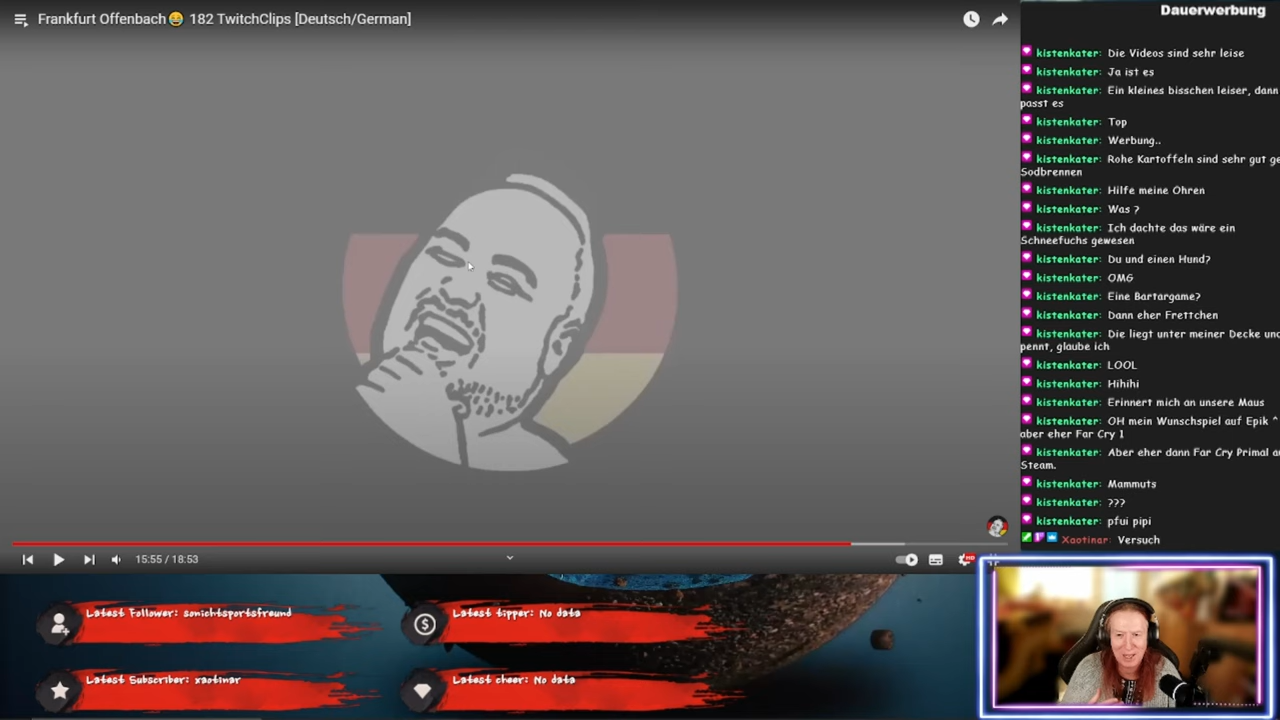 Frankfurt Offenbach😂 182 TwitchClips [Deutsch/German]
Dauerwerbung
kistenkater: Die Videos sind sehr leise
kistenkater: Ja ist es
kistenkater: Ein kleines bisschen leiser, dann
passt es
kistenkater: Top
kistenkater: Werbung..
kistenkater: Rohe Kartoffeln sind sehr gut ge
Sodbrennen
kistenkater: Hilfe meine Ohren
kistenkater: Was ?
kistenkater: Ich dachte das wäre ein
Schneefuchs gewesen
kistenkater: Du und einen Hund?
kistenkater: OMG
kistenkater: Eine Bartargame?
kistenkater: Dann eher Frettchen
kistenkater: Die liegt unter meiner Decke und
pennt, glaube ich
kistenkater: LOOL
kistenkater: Hihihi
kistenkater: Erinnert mich an unsere Maus
kistenkater: OH mein Wunschspiel auf Epik ^
aber eher Far Cry 1
kistenkater: Aber eher dann Far Cry Primal au
Steam.
kistenkater: Mammuts
kistenkater: ???
kistenkater: pfui pipi
Xaotinar: Versuch
15:55 / 18:53
HD
Latest Follower: sonichtsportsfreund
Latest tipper: No data
Latest Subscriber: xaotinar
Latest cheer: No data